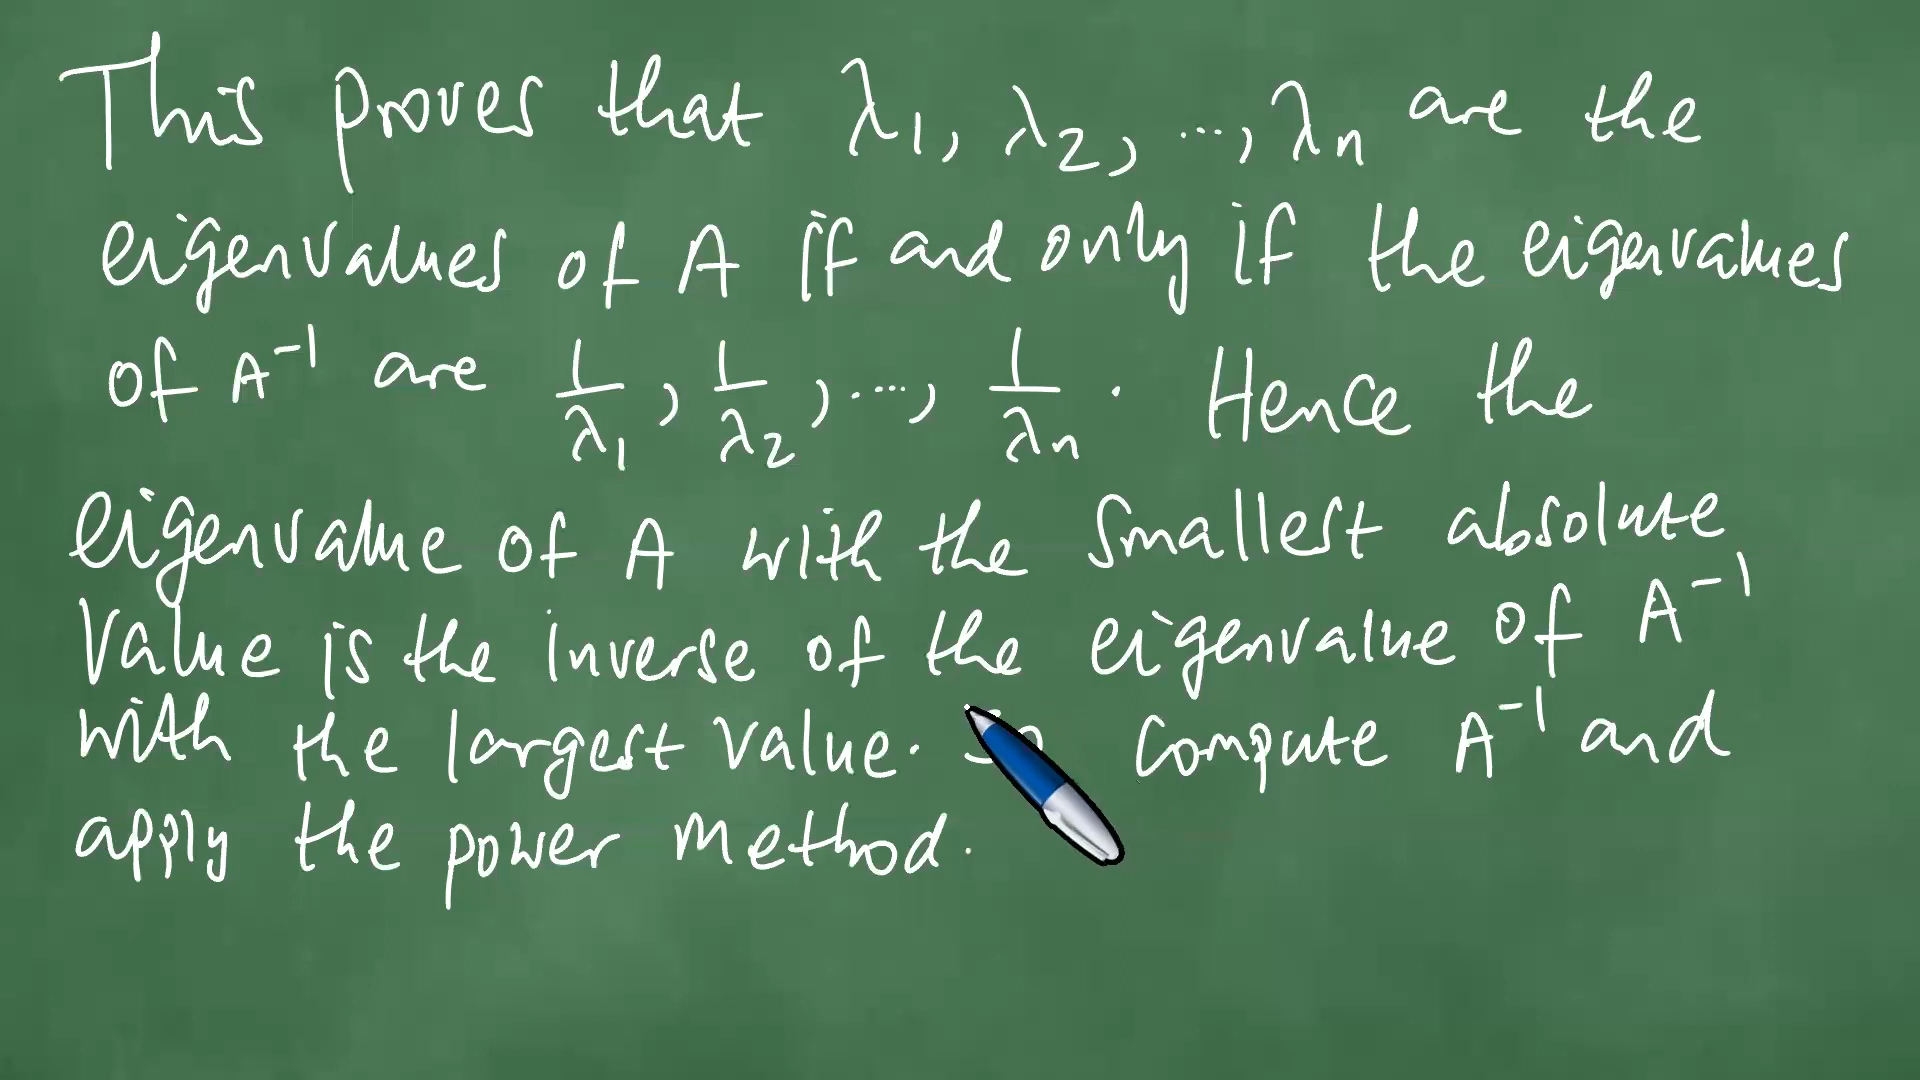 This proves that λ₁, λ₂, ..., λn are the
eigenvalues of A if and only if the eigenvalues
of A⁻¹ are 1/λ₁, 1/λ₂, ..., 1/λn. Hence the
eigenvalue of A with the smallest absolute
value is the inverse of the eigenvalue of A⁻¹
with the largest value. So compute A⁻¹ and
apply the power method.